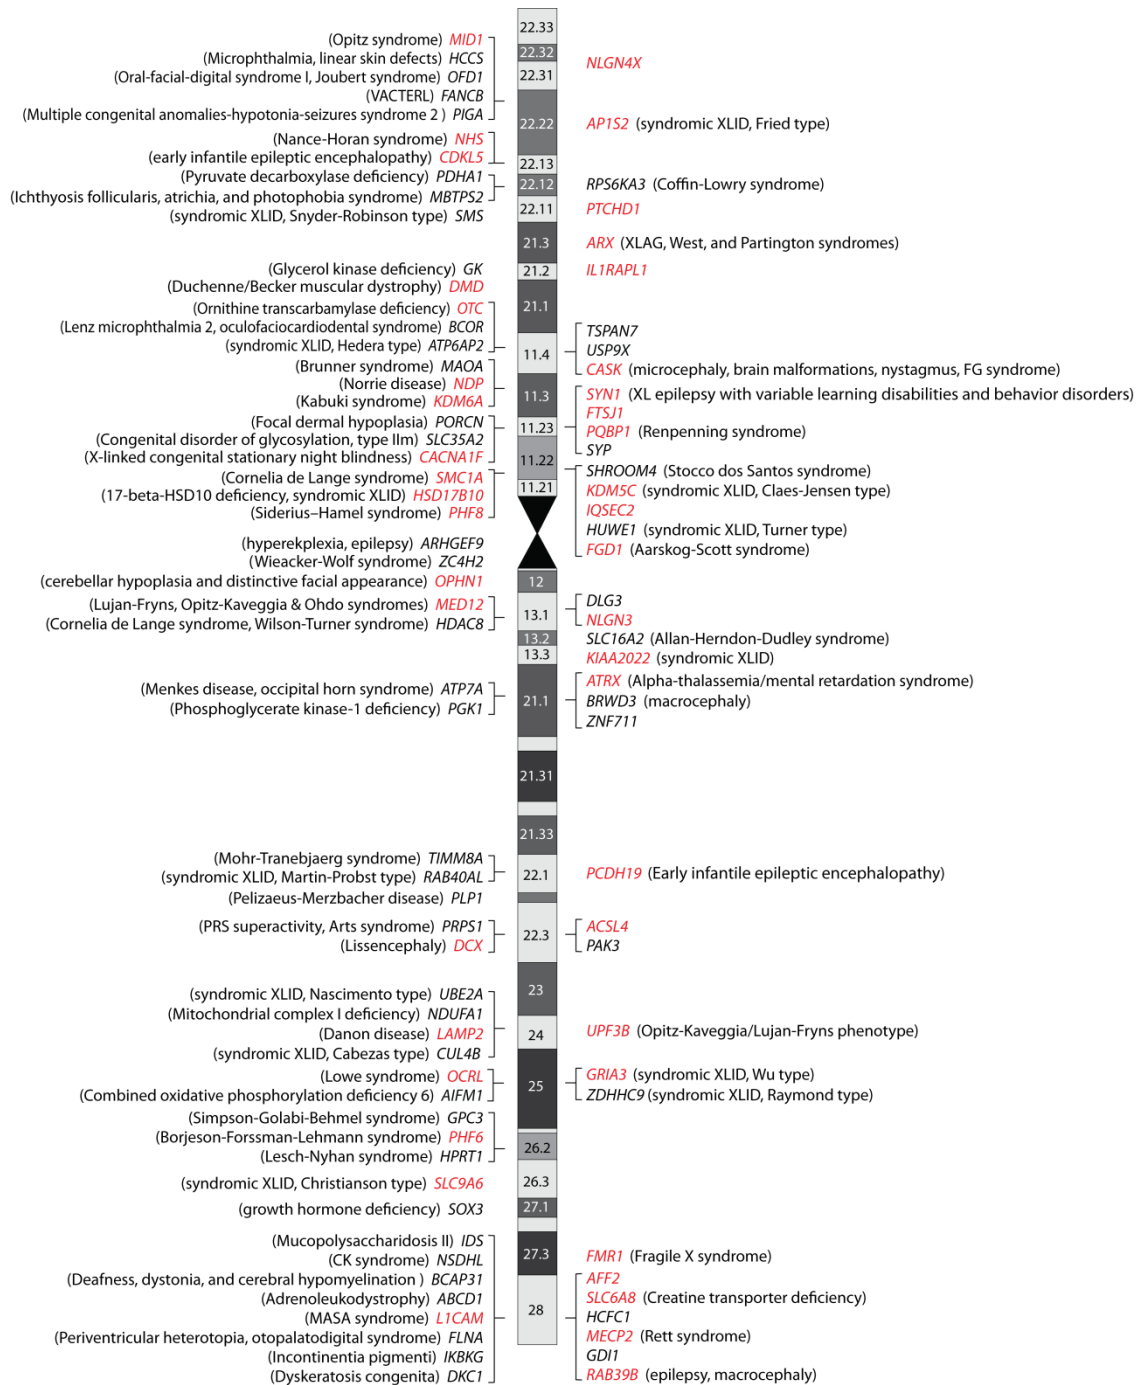 (Opitz syndrome) MID1
(Microphthalmia, linear skin defects) HCCS
(Oral-facial-digital syndrome I, Joubert syndrome) OFD1
(VACTERL) FANCB
(Multiple congenital anomalies-hypotonia-seizures syndrome 2 ) PIGA
(Nance-Horan syndrome) NHS
(early infantile epileptic encephalopathy) CDKL5
(Pyruvate decarboxylase deficiency) PDHA1
(Ichthyosis follicularis, atrichia, and photophobia syndrome) MBTPS2
(syndromic XLID, Snyder-Robinson type) SMS
(Glycerol kinase deficiency) GK
(Duchenne/Becker muscular dystrophy) DMD
(Ornithine transcarbamylase deficiency) OTC
(Lenz microphthalmia 2, oculofaciocardiodental syndrome) BCOR
(syndromic XLID, Hedera type) ATP6AP2
(Brunner syndrome) MAOA
(Norrie disease) NDP
(Kabuki syndrome) KDM6A
(Focal dermal hypoplasia) PORCN
(Congenital disorder of glycosylation, type IIm) SLC35A2
(X-linked congenital stationary night blindness) CACNA1F
(Cornelia de Lange syndrome) SMC1A
(17-beta-HSD10 deficiency, syndromic XLID) HSD17B10
(Siderius–Hamel syndrome) PHF8
(hyperekplexia, epilepsy) ARHGEF9
(Wieacker-Wolf syndrome) ZC4H2
(cerebellar hypoplasia and distinctive facial appearance) OPHN1
(Lujan-Fryns, Opitz-Kaveggia & Ohdo syndromes) MED12
(Cornelia de Lange syndrome, Wilson-Turner syndrome) HDAC8
(Menkes disease, occipital horn syndrome) ATP7A
(Phosphoglycerate kinase-1 deficiency) PGK1
(Mohr-Tranebjaerg syndrome) TIMM8A
(syndromic XLID, Martin-Probst type) RAB40AL
(Pelizaeus-Merzbacher disease) PLP1
(PRS superactivity, Arts syndrome) PRPS1
(Lissencephaly) DCX
(syndromic XLID, Nascimento type) UBE2A
(Mitochondrial complex I deficiency) NDUFA1
(Danon disease) LAMP2
(syndromic XLID, Cabezas type) CUL4B
(Lowe syndrome) OCRL
(Combined oxidative phosphorylation deficiency 6) AIFM1
(Simpson-Golabi-Behmel syndrome) GPC3
(Borjeson-Forssman-Lehmann syndrome) PHF6
(Lesch-Nyhan syndrome) HPRT1
(syndromic XLID, Christianson type) SLC9A6
(growth hormone deficiency) SOX3
(Mucopolysaccharidosis II) IDS
(CK syndrome) NSDHL
(Deafness, dystonia, and cerebral hypomyelination ) BCAP31
(Adrenoleukodystrophy) ABCD1
(MASA syndrome) L1CAM
(Periventricular heterotopia, otopalatodigital syndrome) FLNA
(Incontinentia pigmenti) IKBKG
(Dyskeratosis congenita) DKC1
22.33
22.32
22.31
22.22
22.13
22.12
22.11
21.3
21.2
21.1
11.4
11.3
11.23
11.22
11.21
12
13.1
13.2
13.3
21.1
21.31
21.33
22.1
22.3
23
24
25
26.2
26.3
27.1
27.3
28
NLGN4X
AP1S2 (syndromic XLID, Fried type)
RPS6KA3 (Coffin-Lowry syndrome)
PTCHD1
ARX (XLAG, West, and Partington syndromes)
IL1RAPL1
TSPAN7
USP9X
CASK (microcephaly, brain malformations, nystagmus, FG syndrome)
SYN1 (XL epilepsy with variable learning disabilities and behavior disorders)
FTSJ1
PQBP1 (Renpenning syndrome)
SYP
SHROOM4 (Stocco dos Santos syndrome)
KDM5C (syndromic XLID, Claes-Jensen type)
IQSEC2
HUWE1 (syndromic XLID, Turner type)
FGD1 (Aarskog-Scott syndrome)
DLG3
NLGN3
SLC16A2 (Allan-Herndon-Dudley syndrome)
KIAA2022 (syndromic XLID)
ATRX (Alpha-thalassemia/mental retardation syndrome)
BRWD3 (macrocephaly)
ZNF711
PCDH19 (Early infantile epileptic encephalopathy)
ACSL4
PAK3
UPF3B (Opitz-Kaveggia/Lujan-Fryns phenotype)
GRIA3 (syndromic XLID, Wu type)
ZDHHC9 (syndromic XLID, Raymond type)
FMR1 (Fragile X syndrome)
AFF2
SLC6A8 (Creatine transporter deficiency)
HCFC1
MECP2 (Rett syndrome)
GDI1
RAB39B (epilepsy, macrocephaly)